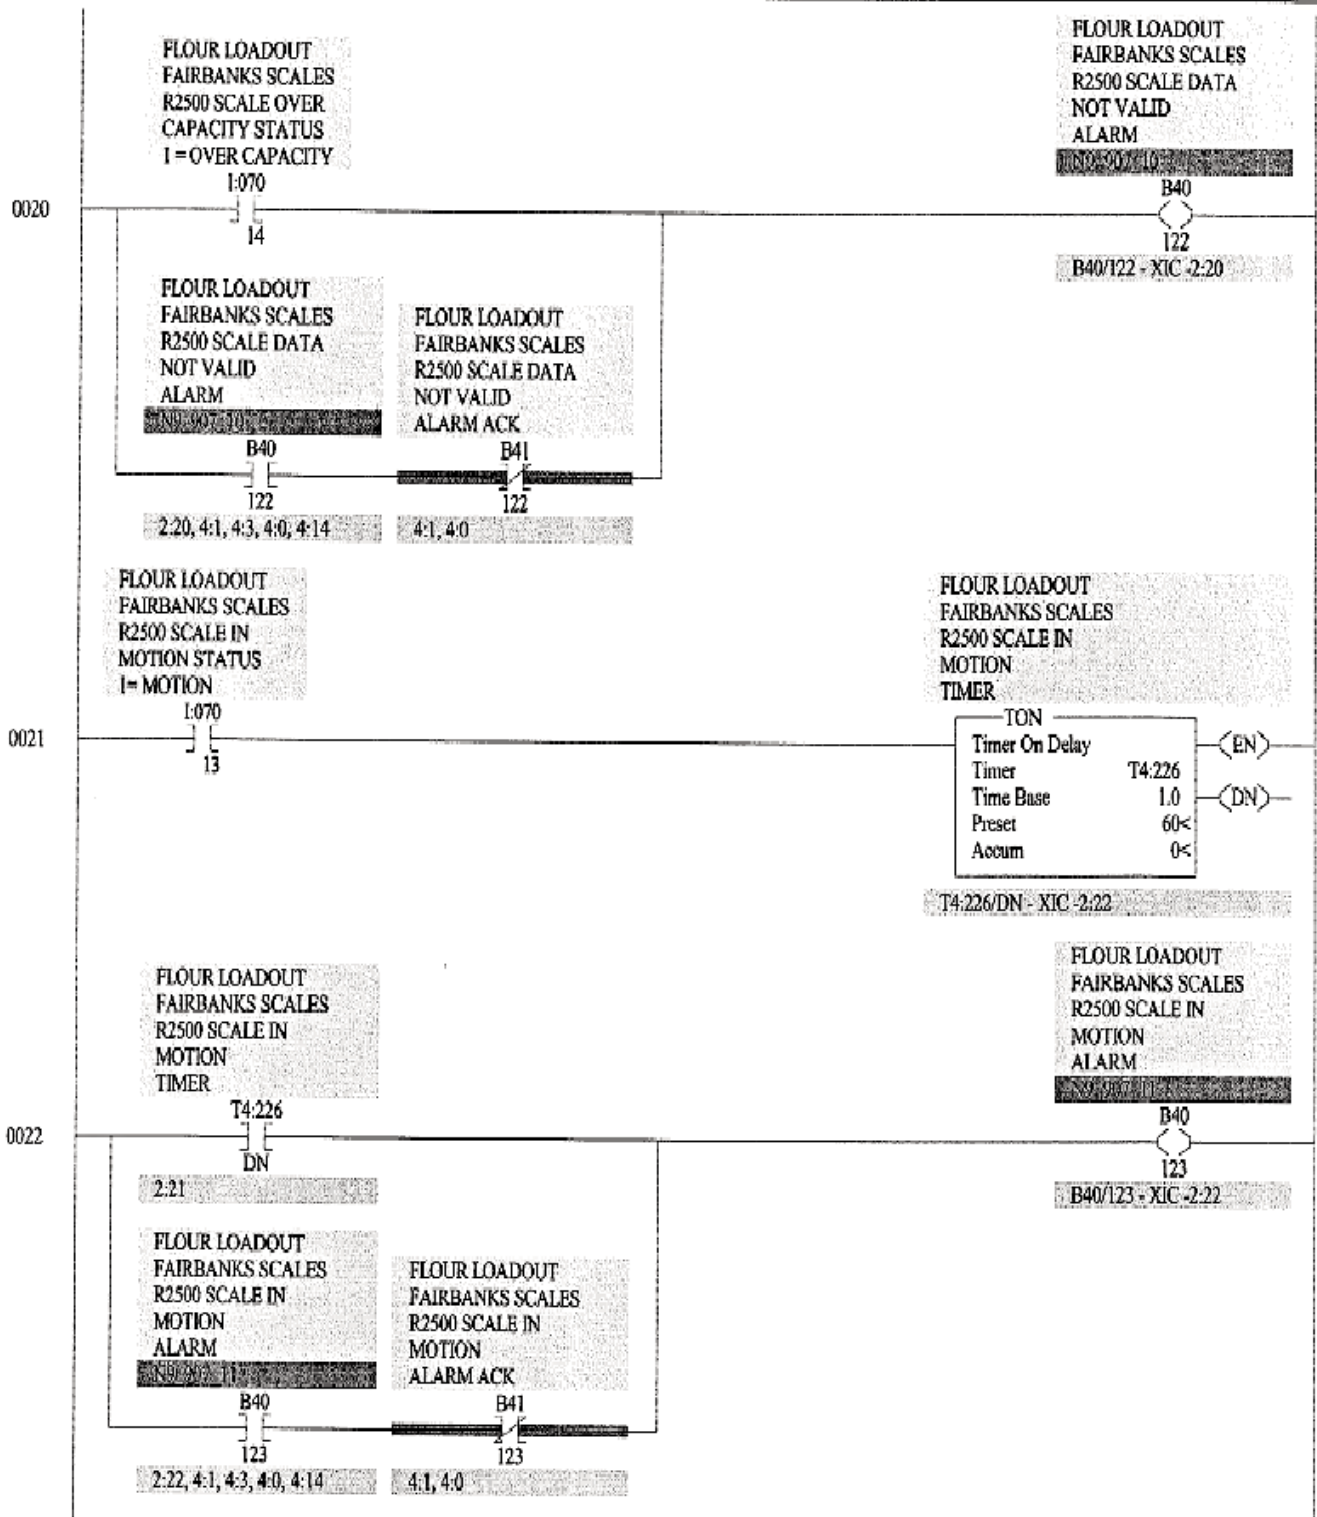 FLOUR LOADOUT
FAIRBANKS SCALES
R2500 SCALE OVER
CAPACITY STATUS
1 = OVER CAPACITY
I:070
14
FLOUR LOADOUT
FAIRBANKS SCALES
R2500 SCALE DATA
NOT VALID
ALARM
N9:907/10
B40
122
B40/122 - XIC -2:20
0020
FLOUR LOADOUT
FAIRBANKS SCALES
R2500 SCALE DATA
NOT VALID
ALARM
B40
122
2:20, 4:1, 4:3, 4:0, 4:14
FLOUR LOADOUT
FAIRBANKS SCALES
R2500 SCALE DATA
NOT VALID
ALARM ACK
B41
122
4:1, 4:0
FLOUR LOADOUT
FAIRBANKS SCALES
R2500 SCALE IN
MOTION STATUS
1= MOTION
I:070
13
0021
FLOUR LOADOUT
FAIRBANKS SCALES
R2500 SCALE IN
MOTION
TIMER
TON
Timer On Delay
Timer T4:226
Time Base 1.0
Preset 60<
Accum 0<
EN
DN
T4:226/DN - XIC -2:22
FLOUR LOADOUT
FAIRBANKS SCALES
R2500 SCALE IN
MOTION
TIMER
T4:226
DN
2:21
0022
FLOUR LOADOUT
FAIRBANKS SCALES
R2500 SCALE IN
MOTION
ALARM
B40
123
B40/123 - XIC -2:22
FLOUR LOADOUT
FAIRBANKS SCALES
R2500 SCALE IN
MOTION
ALARM
B40
123
2:22, 4:1, 4:3, 4:0, 4:14
FLOUR LOADOUT
FAIRBANKS SCALES
R2500 SCALE IN
MOTION
ALARM ACK
B41
123
4:1, 4:0